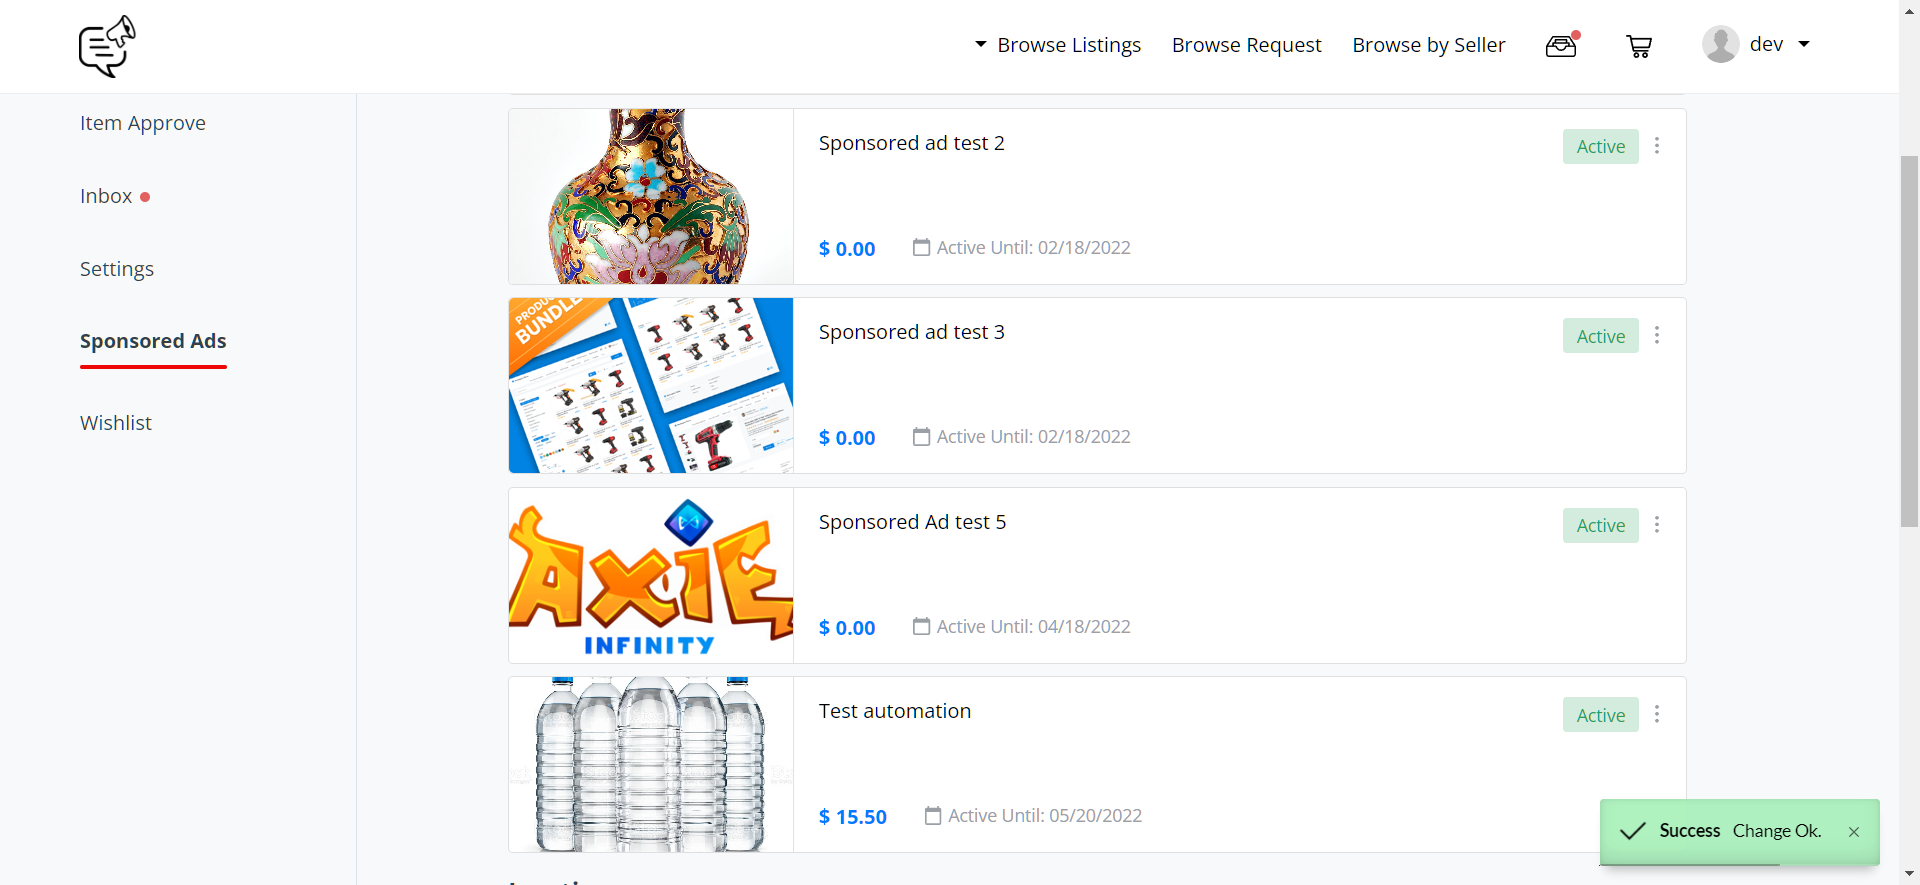 Browse Listings
Browse Request
Browse by Seller
dev
Item Approve
Inbox
Settings
Sponsored Ads
Wishlist
Sponsored ad test 2
Active
$ 0.00
Active Until: 02/18/2022
PRODU
BUNDLE
Sponsored ad test 3
Active
$ 0.00
Active Until: 02/18/2022
AXIE
INFINITY
Sponsored Ad test 5
Active
$ 0.00
Active Until: 04/18/2022
Test automation
Active
$ 15.50
Active Until: 05/20/2022
Success Change Ok.